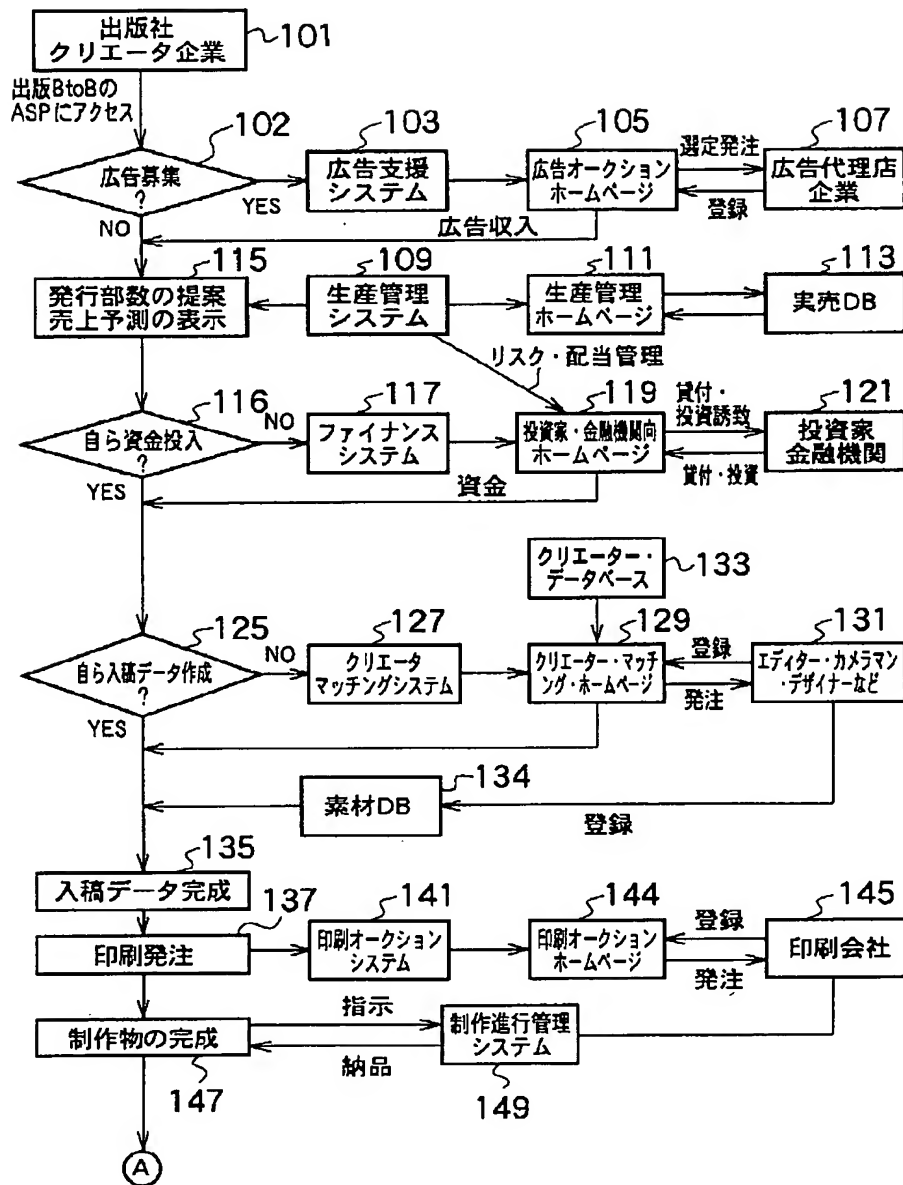 出版社
クリエータ企業
101
出版BtoBの
ASPにアクセス
102
103
105
107
広告募集
?
YES
NO
広告支援
システム
広告オークション
ホームページ
選定発注
登録
広告代理店
企業
広告収入
115
109
111
113
発行部数の提案
売上予測の表示
生産管理
システム
生産管理
ホームページ
実売DB
リスク・配当管理
116
117
119
121
自ら資金投入
?
NO
YES
ファイナンス
システム
投資家・金融機関向
ホームページ
貸付・
投資誘致
貸付・投資
投資家
金融機関
資金
クリエーター・
データベース
133
125
127
129
131
自ら入稿データ作成
?
NO
YES
クリエータ
マッチングシステム
クリエーター・マッチ
ング・ホームページ
登録
発注
エディター・カメラマン
・デザイナーなど
134
素材DB
登録
135
入稿データ完成
137
141
144
145
印刷発注
印刷オークション
システム
印刷オークション
ホームページ
登録
発注
印刷会社
制作物の完成
指示
納品
制作進行管理
システム
147
149
A